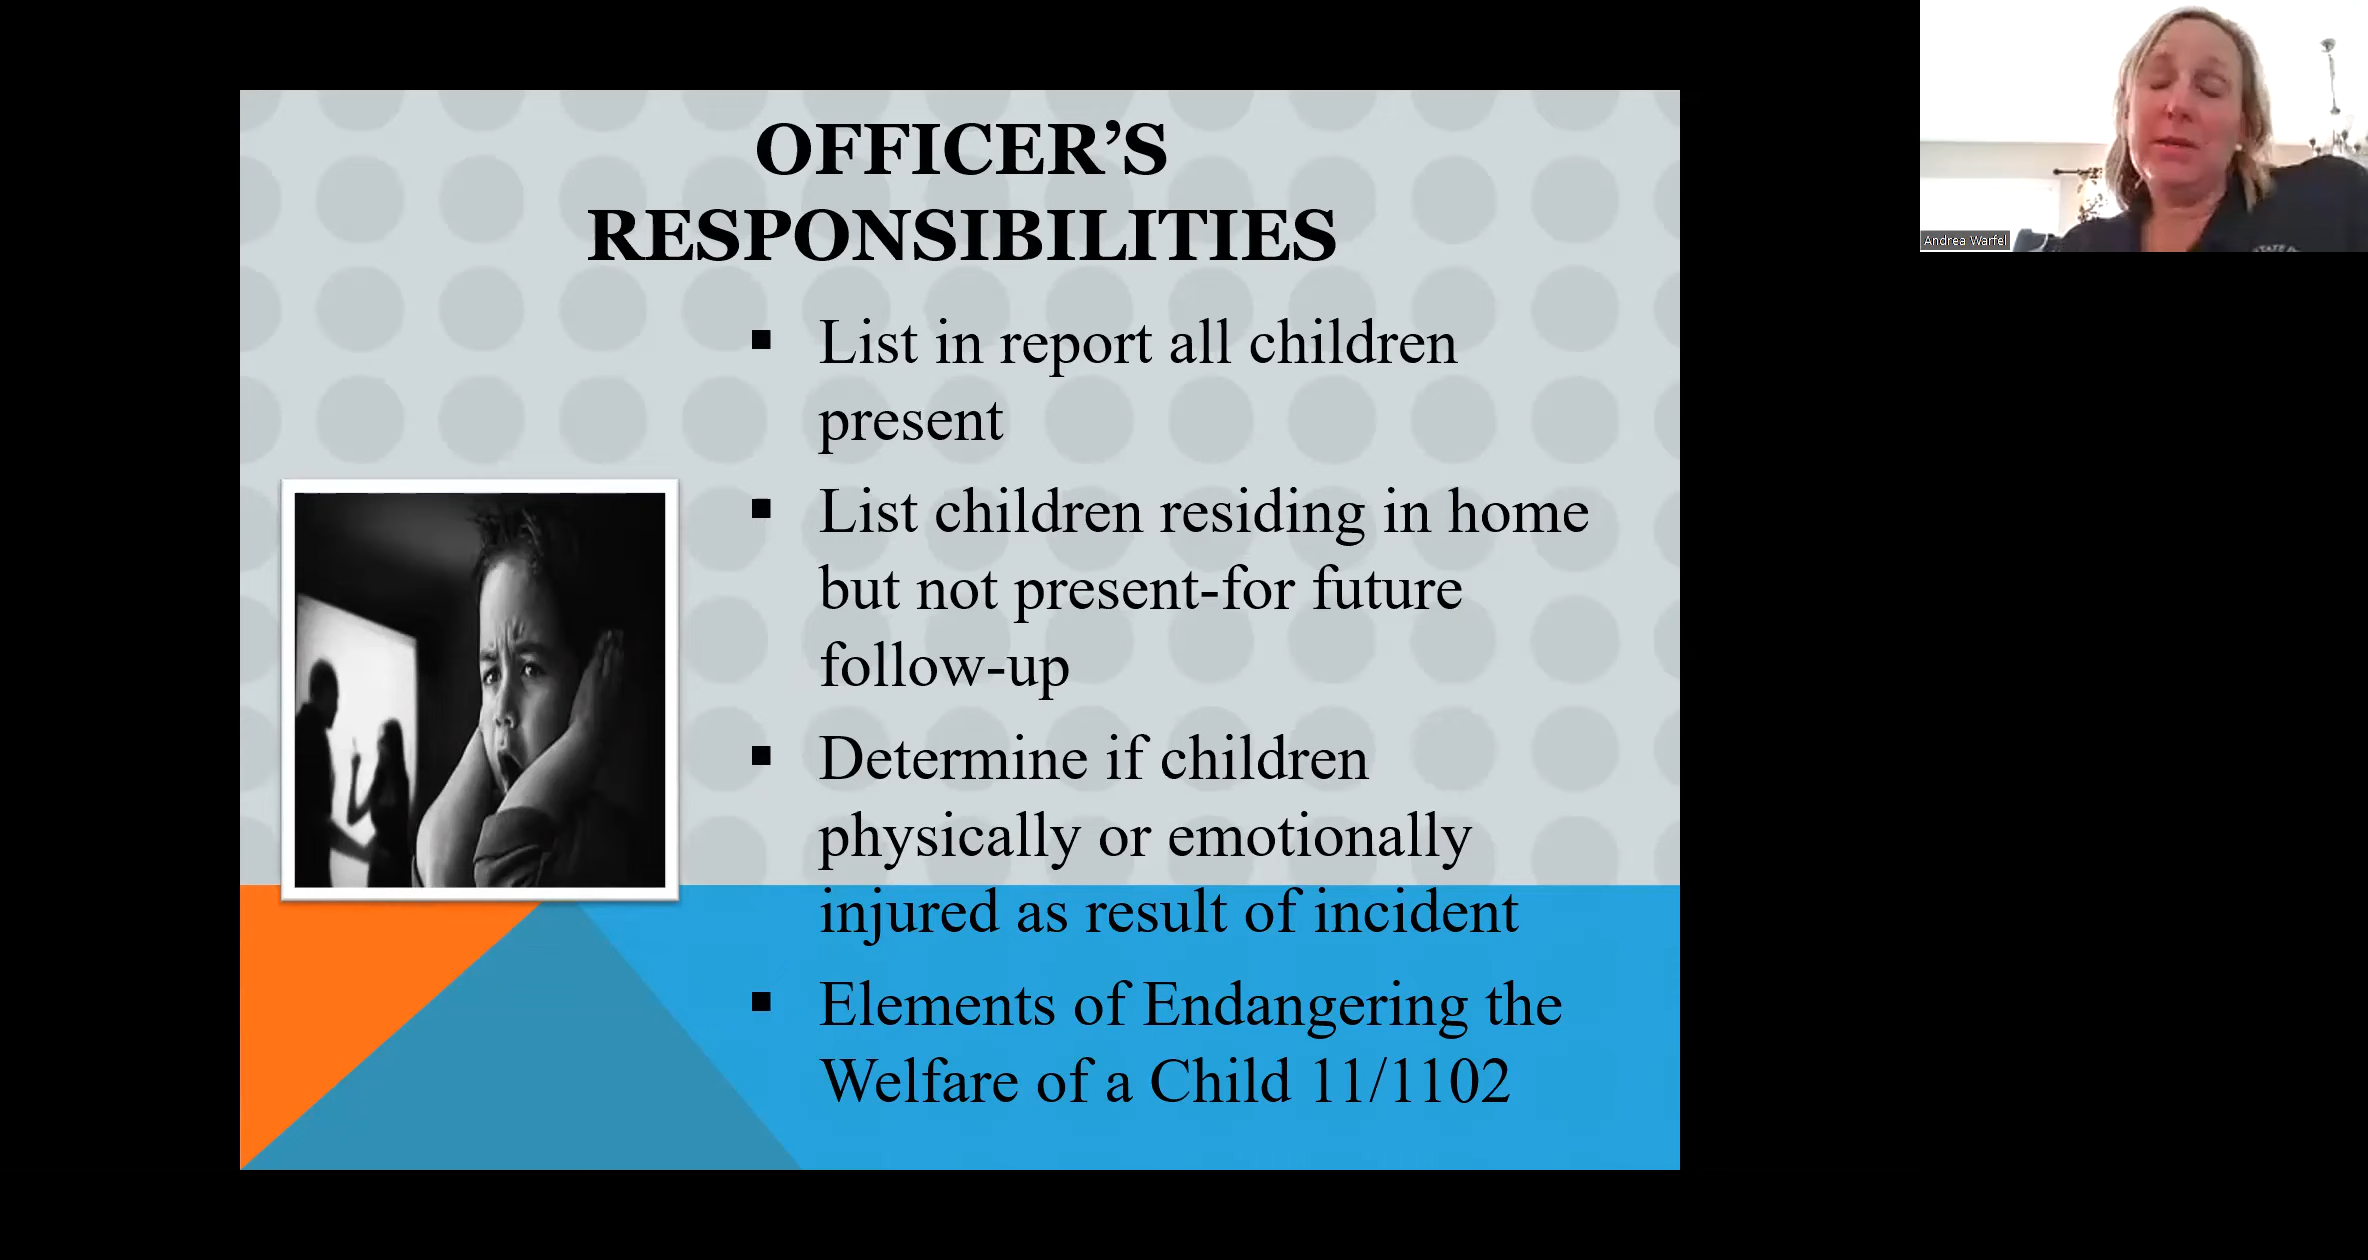 OFFICER’S
RESPONSIBILITIES
▪ List in report all children
present
▪ List children residing in home
but not present-for future
follow-up
▪ Determine if children
physically or emotionally
injured as result of incident
▪ Elements of Endangering the
Welfare of a Child 11/1102
Andrea Warfel
STATE